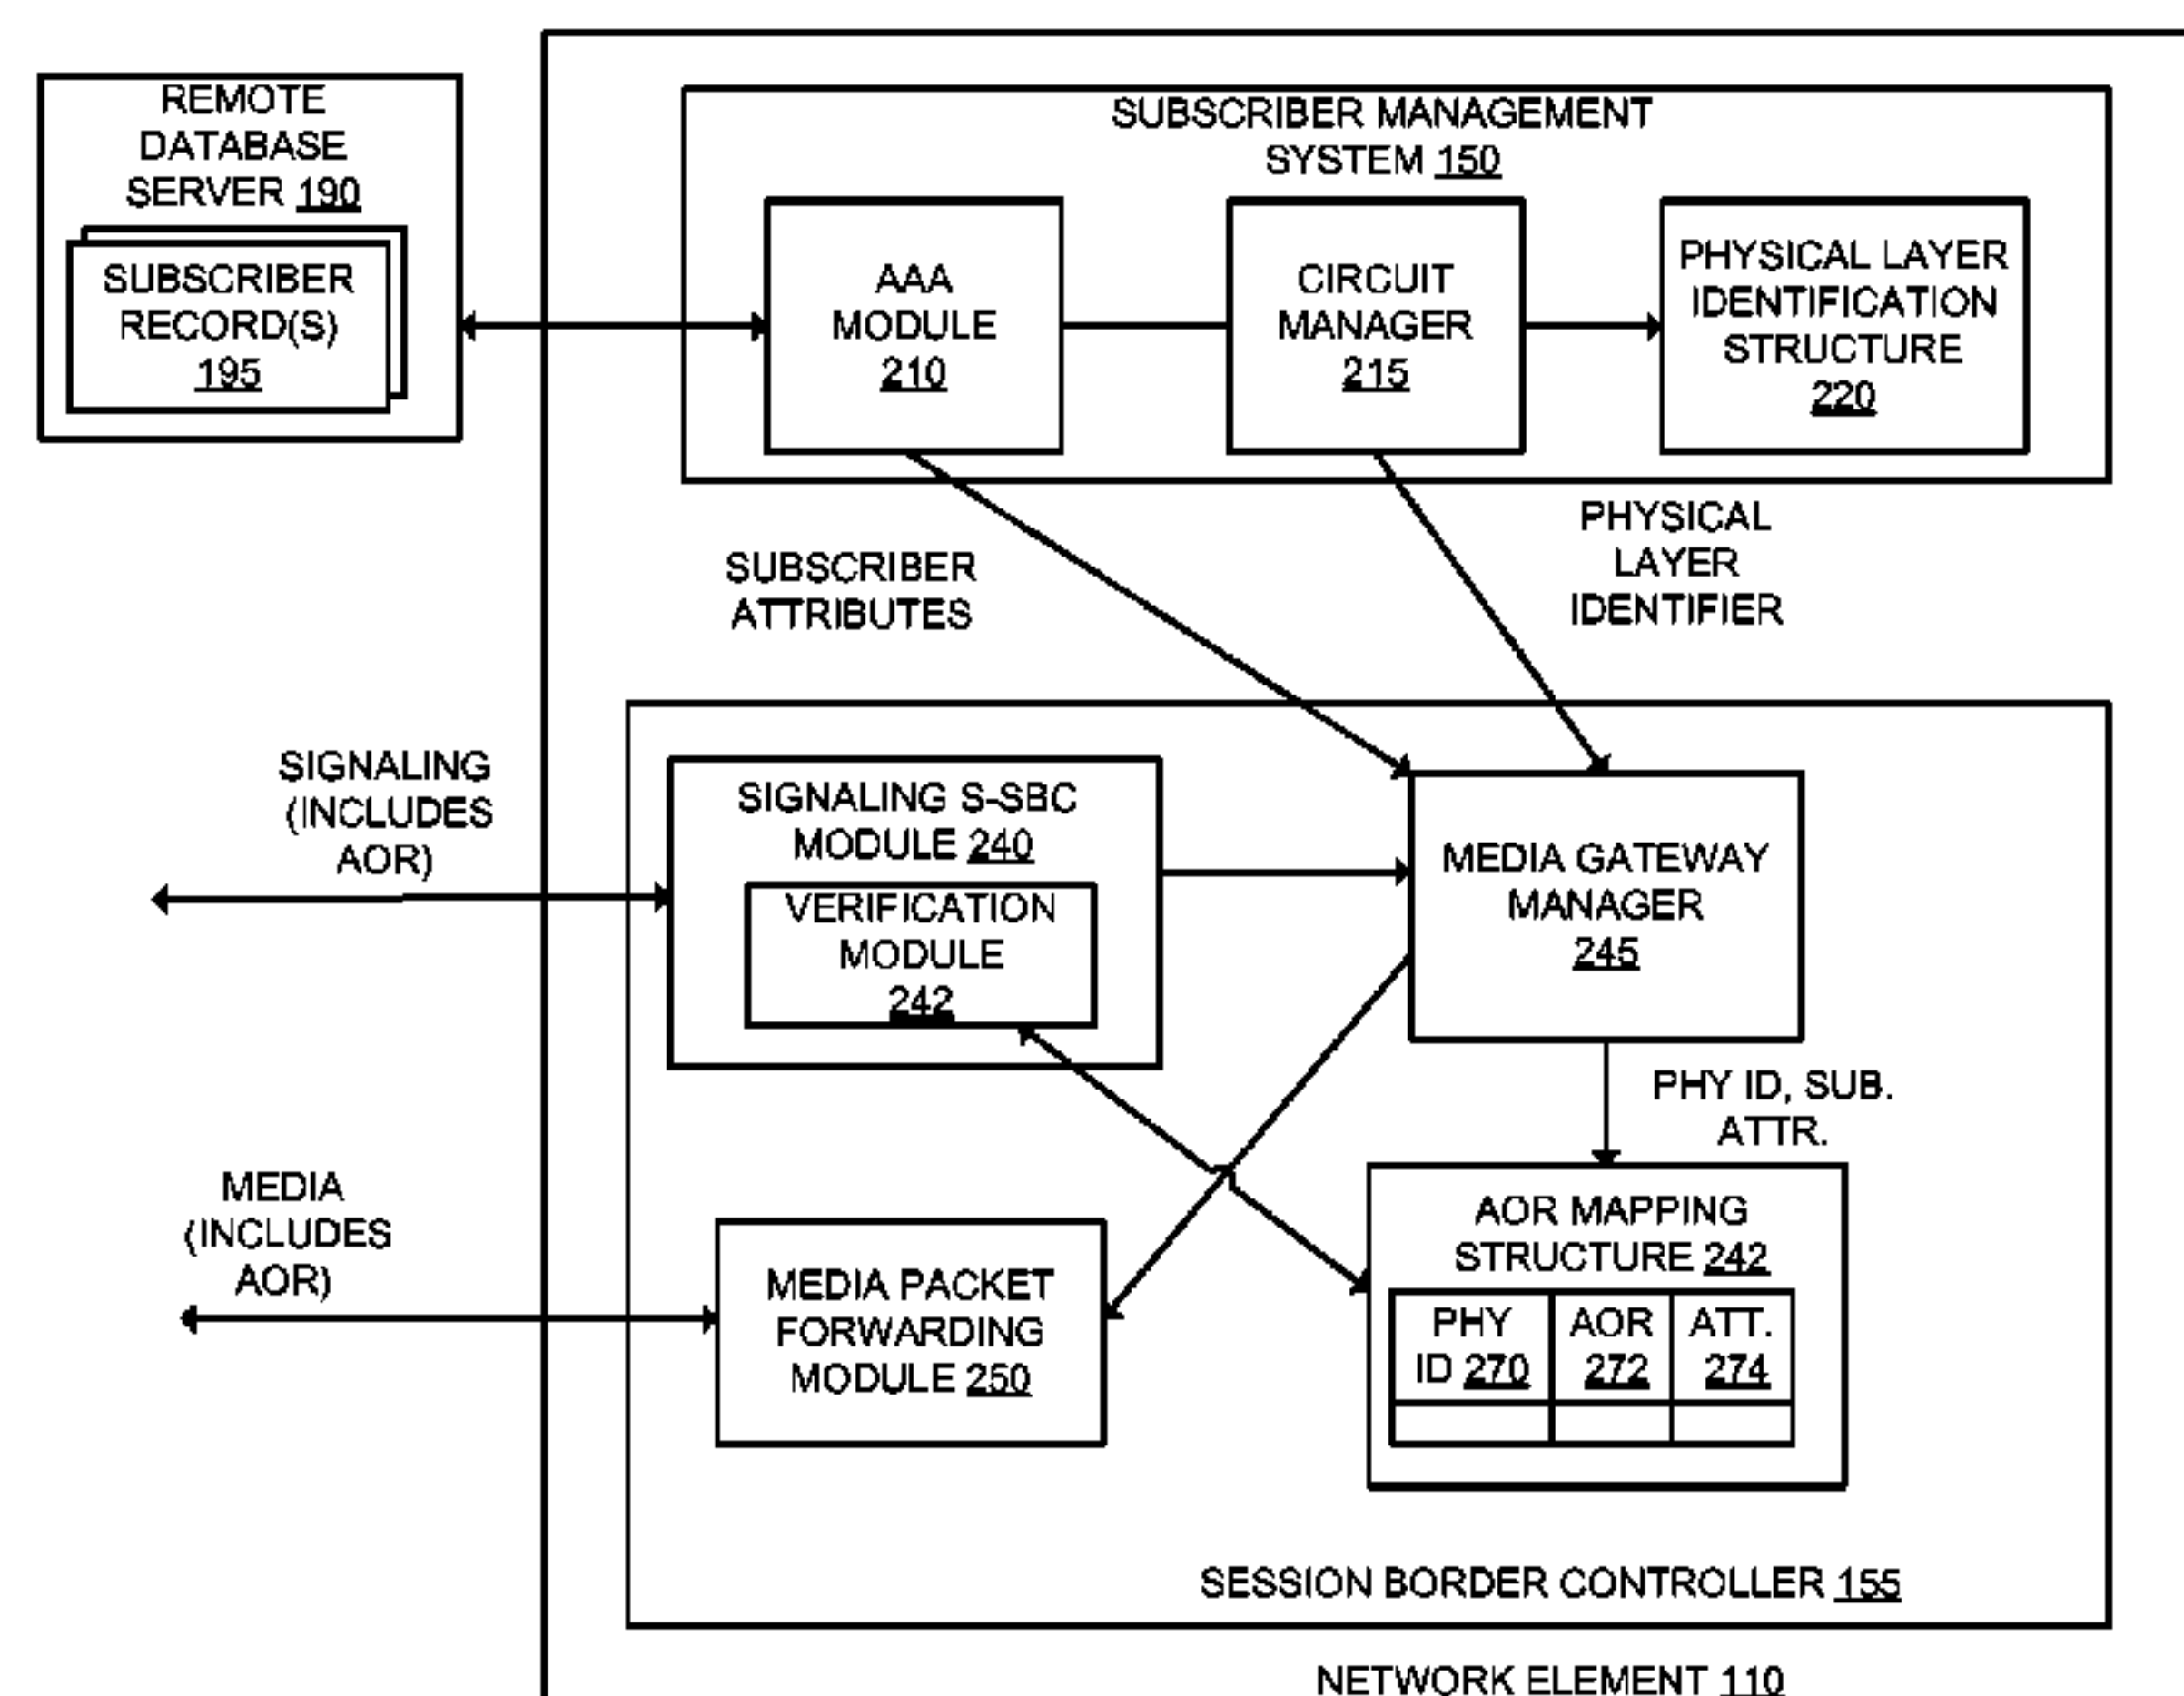 REMOTE
DATABASE
SERVER 190
SUBSCRIBER
RECORD(S)
195
SUBSCRIBER MANAGEMENT
SYSTEM 150
AAA
MODULE
210
CIRCUIT
MANAGER
215
PHYSICAL LAYER
IDENTIFICATION
STRUCTURE
220
SUBSCRIBER
ATTRIBUTES
PHYSICAL
LAYER
IDENTIFIER
SIGNALING
(INCLUDES
AOR)
SIGNALING S-SBC
MODULE 240
VERIFICATION
MODULE
242
MEDIA GATEWAY
MANAGER
245
PHY ID, SUB.
ATTR.
MEDIA
(INCLUDES
AOR)
MEDIA PACKET
FORWARDING
MODULE 250
AOR MAPPING
STRUCTURE 242
PHY
ID 270
AOR
272
ATT.
274
SESSION BORDER CONTROLLER 155
NETWORK ELEMENT 110